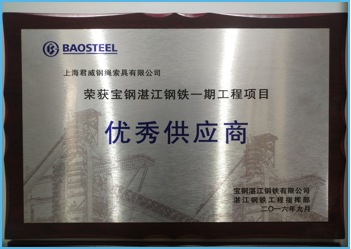 BAOSTEEL
上海君威钢绳索具有限公司
荣获宝钢湛江钢铁一期工程项目
优秀供应商
宝钢湛江钢铁有限公司
湛江钢铁工程指挥部
二〇一六年九月